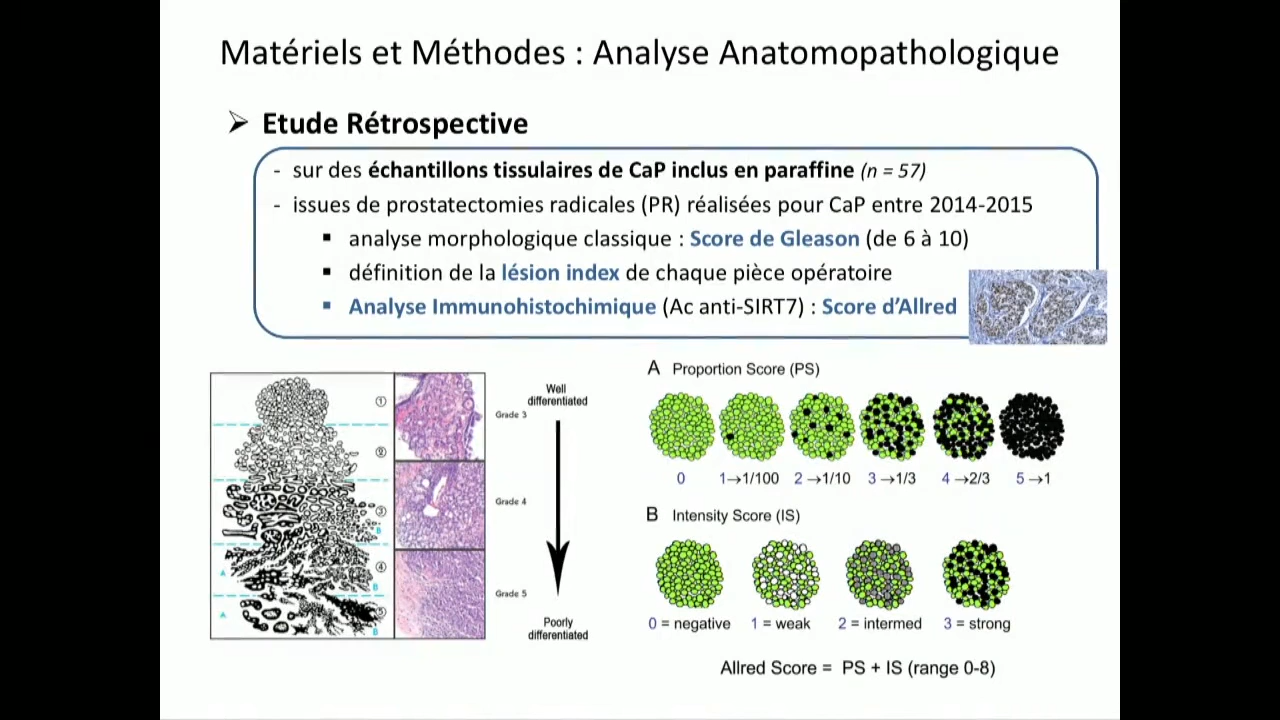 Matériels et Méthodes : Analyse Anatomopathologique
➢ Etude Rétrospective
- sur des échantillons tissulaires de CaP inclus en paraffine (n = 57)
- issues de prostatectomies radicales (PR) réalisées pour CaP entre 2014-2015
▪ analyse morphologique classique : Score de Gleason (de 6 à 10)
▪ définition de la lésion index de chaque pièce opératoire
▪ Analyse Immunohistochimique (Ac anti-SIRT7) : Score d'Allred
①
②
③
B
④
A
B
A
5
B
Grade 3
Grade 4
Grade 5
Well
differentiated
Poorly
differentiated
A Proportion Score (PS)
0 1→1/100 2→1/10 3→1/3 4→2/3 5→1
B Intensity Score (IS)
0 = negative 1 = weak 2 = intermed 3 = strong
Allred Score = PS + IS (range 0-8)